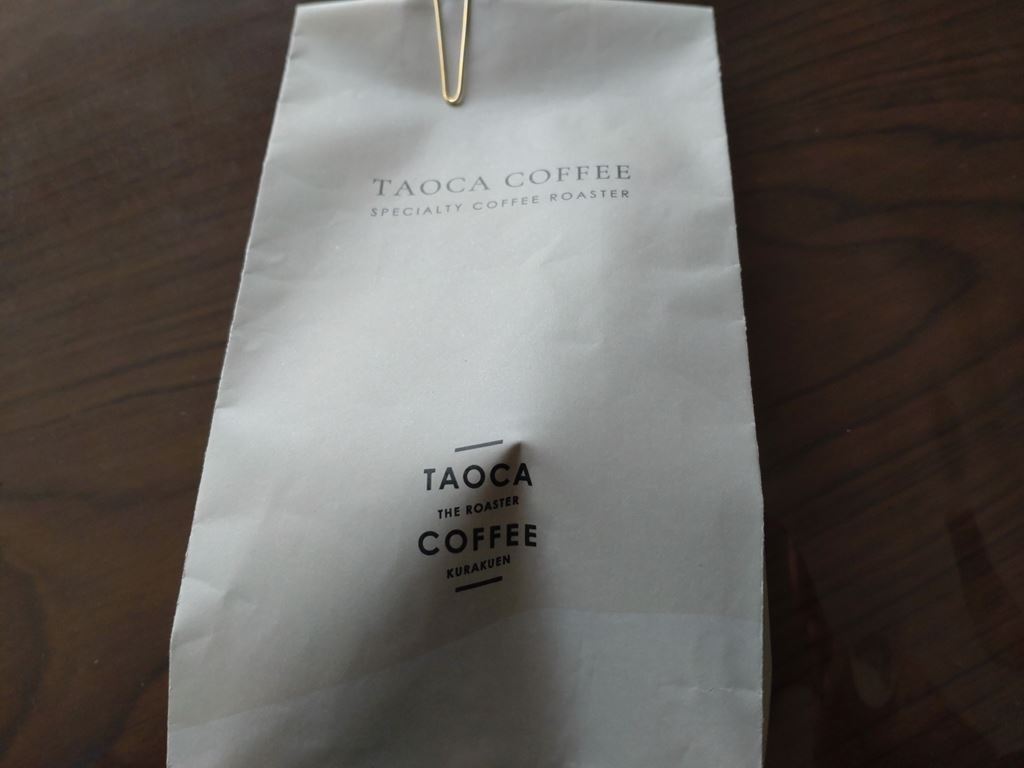 TAOCA COFFEE
SPECIALTY COFFEE ROASTER
TAOCA
THE ROASTER
COFFEE
KURAKUEN